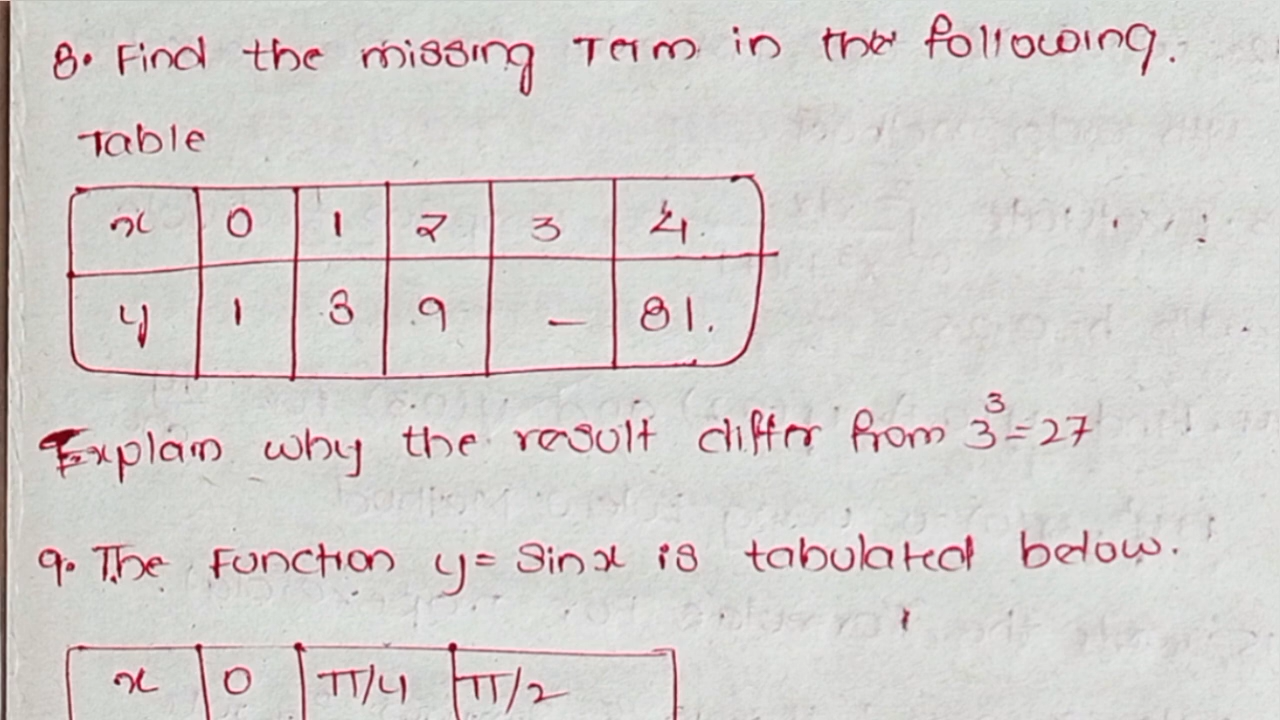 8. Find the missing Term in the following.
Table
x 0 1 2 3 4.
y 1 3 9 - 81.
Explain why the result differ from 3³=27
9. The function y= Sinx is tabulated below.
x 0 π/4 π/2